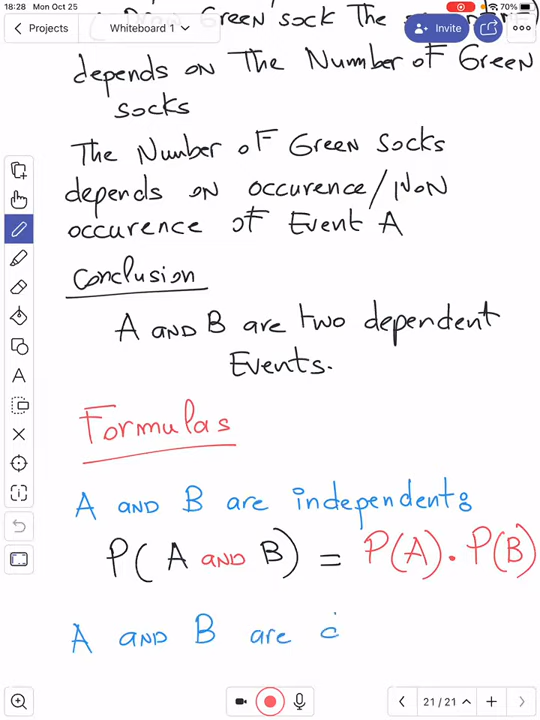 18:28 Mon Oct 25
70%
Projects Whiteboard 1 Invite
Green sock The
depends on The Number of Green
socks
The Number of Green Socks
depends on occurence/Non
occurence of Event A
Conclusion
A and B are two dependent
Events.
Formulas
A and B are independent:
P( A and B ) = P(A) . P(B)
A and B are
21/21